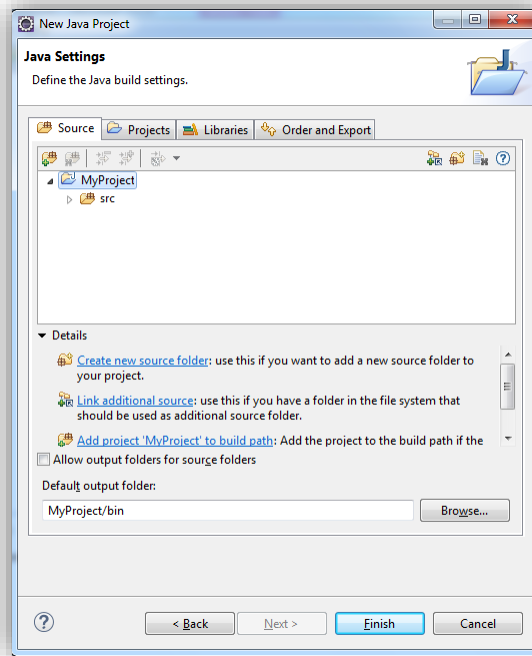 New Java Project
Java Settings
Define the Java build settings.
Source Projects Libraries Order and Export
MyProject
src
Details
Create new source folder: use this if you want to add a new source folder to
your project.
Link additional source: use this if you have a folder in the file system that
should be used as additional source folder.
Add project 'MyProject' to build path: Add the project to the build path if the
Allow output folders for source folders
Default output folder:
MyProject/bin
Browse...
< Back Next > Finish Cancel